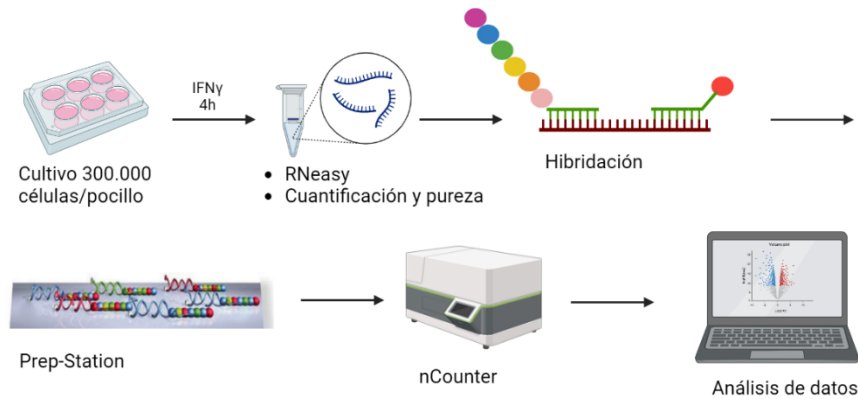 IFNγ
4h
Cultivo 300.000
células/pocillo
• RNeasy
• Cuantificación y pureza
Hibridación
Prep-Station
nCounter
Análisis de datos